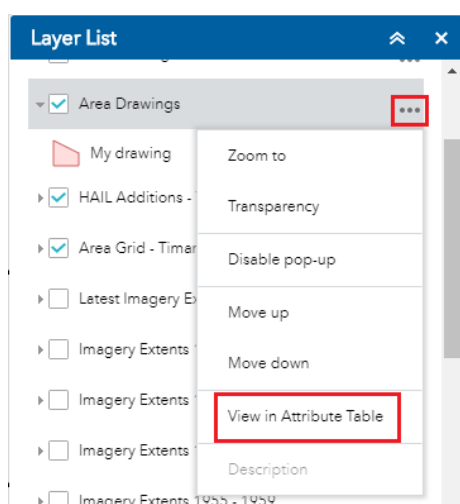 Layer List
Area Drawings
My drawing
Zoom to
HAIL Additions -
Transparency
Area Grid - Timar
Disable pop-up
Latest Imagery Ex
Move up
Imagery Extents
Move down
Imagery Extents
View in Attribute Table
Imagery Extents
Description
Imagery Extents 1955 - 1959